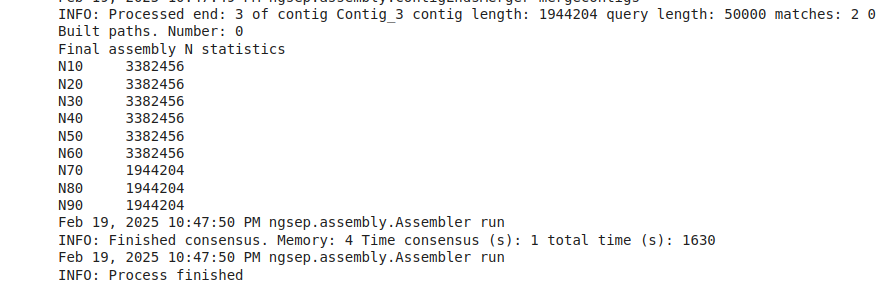 INFO: Processed end: 3 of contig Contig_3 contig length: 1944204 query length: 50000 matches: 2 0
Built paths. Number: 0
Final assembly N statistics
N10 3382456
N20 3382456
N30 3382456
N40 3382456
N50 3382456
N60 3382456
N70 1944204
N80 1944204
N90 1944204
Feb 19, 2025 10:47:50 PM ngsep.assembly.Assembler run
INFO: Finished consensus. Memory: 4 Time consensus (s): 1 total time (s): 1630
Feb 19, 2025 10:47:50 PM ngsep.assembly.Assembler run
INFO: Process finished